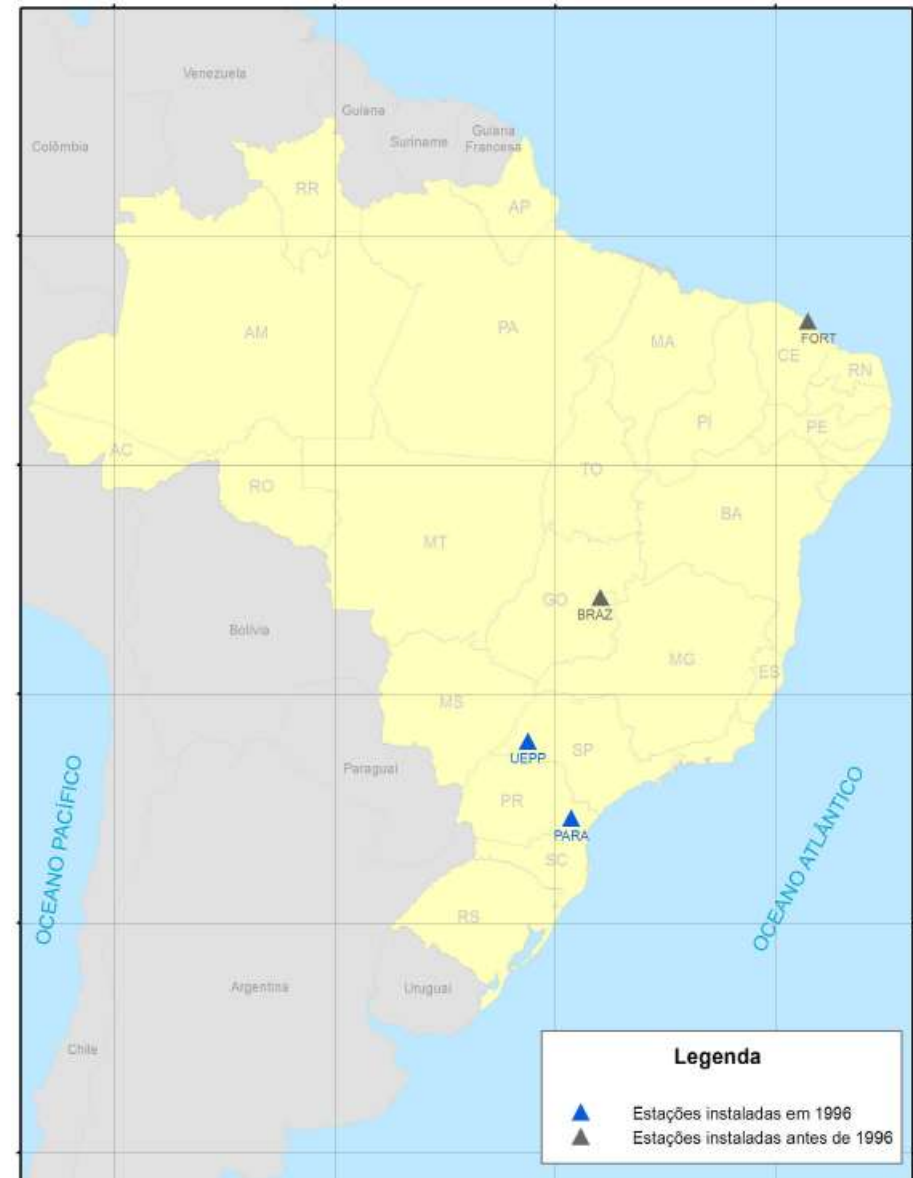 Venezuela
Guiana
Suriname
Guiana
Francesa
Colômbia
RR
AP
AM
PA
MA
FORT
CE
RN
PI
PE
AC
TO
RO
BA
MT
GO
BRAZ
Bolívia
MG
ES
MS
SP
UEPP
Paraguai
PR
PARA
SC
OCEANO PACÍFICO
OCEANO ATLÂNTICO
RS
Argentina
Uruguai
Chile
Legenda
Estações instaladas em 1996
Estações instaladas antes de 1996